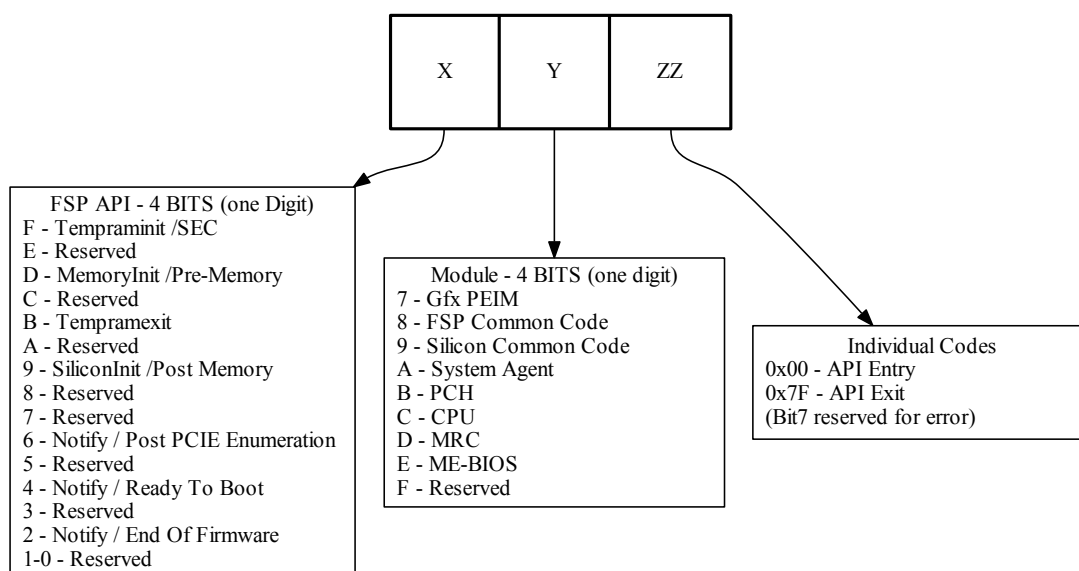 X
Y
ZZ
FSP API - 4 BITS (one Digit)
F - Tempraminit /SEC
E - Reserved
D - MemoryInit /Pre-Memory
C - Reserved
B - Tempramexit
A - Reserved
9 - SiliconInit /Post Memory
8 - Reserved
7 - Reserved
6 - Notify / Post PCIE Enumeration
5 - Reserved
4 - Notify / Ready To Boot
3 - Reserved
2 - Notify / End Of Firmware
1-0 - Reserved
Module - 4 BITS (one digit)
7 - Gfx PEIM
8 - FSP Common Code
9 - Silicon Common Code
A - System Agent
B - PCH
C - CPU
D - MRC
E - ME-BIOS
F - Reserved
Individual Codes
0x00 - API Entry
0x7F - API Exit
(Bit7 reserved for error)